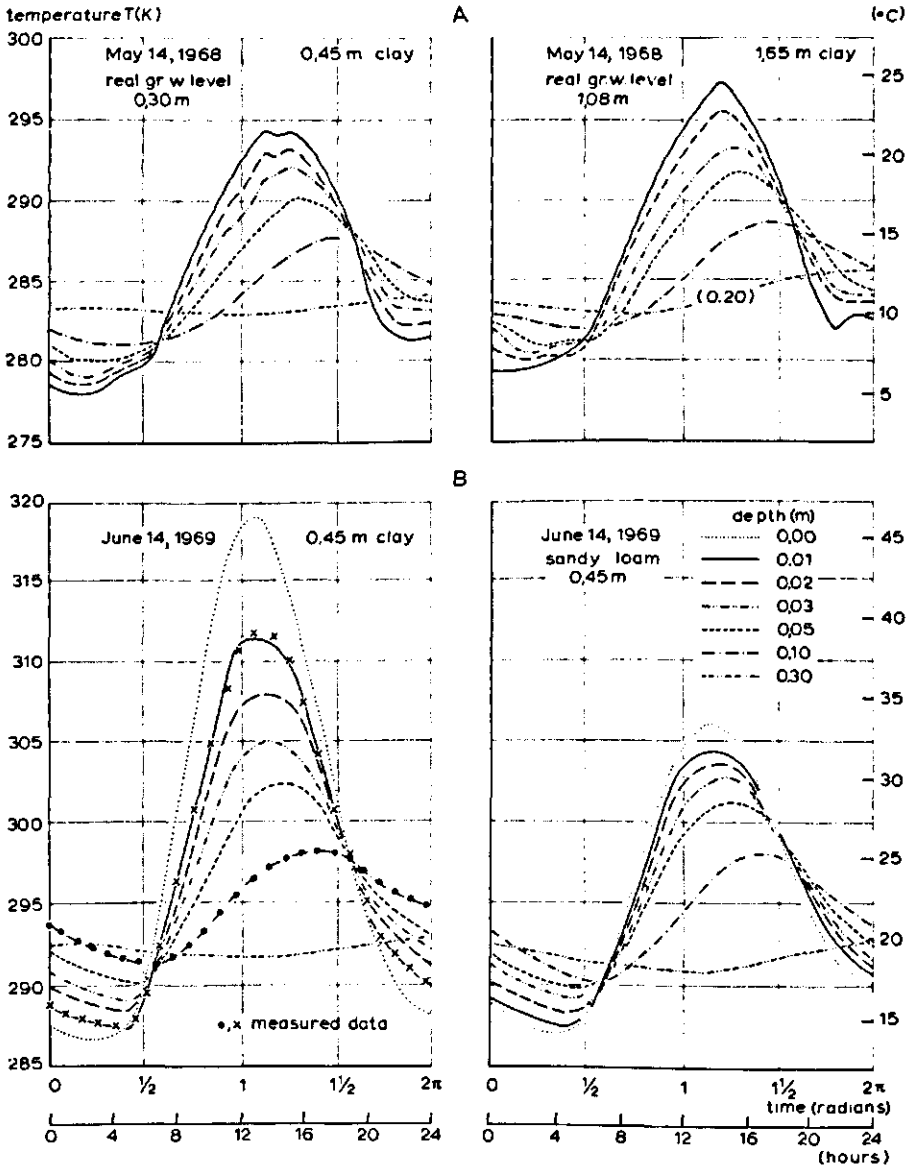 temperature T(K)
A
(°C)
300
295
290
285
280
275
May 14, 1968
real gr. w level
0,30 m
0,45 m clay
May 14, 1968
real gr.w. level
1,08 m
1,65 m clay
(0.20)
25
20
15
10
5
B
320
315
310
305
300
295
290
285
June 14, 1969
0,45 m clay
•,x measured data
June 14, 1969
sandy loam
0,45 m
depth (m)
0,00
0.01
0,02
0,03
0,05
0,10
0,30
45
40
35
30
25
20
15
0 ½ 1 1½ 2π
0 ½ 1 1½ 2π
time (radians)
0 4 8 12 16 20 24
0 4 8 12 16 20 24
(hours)